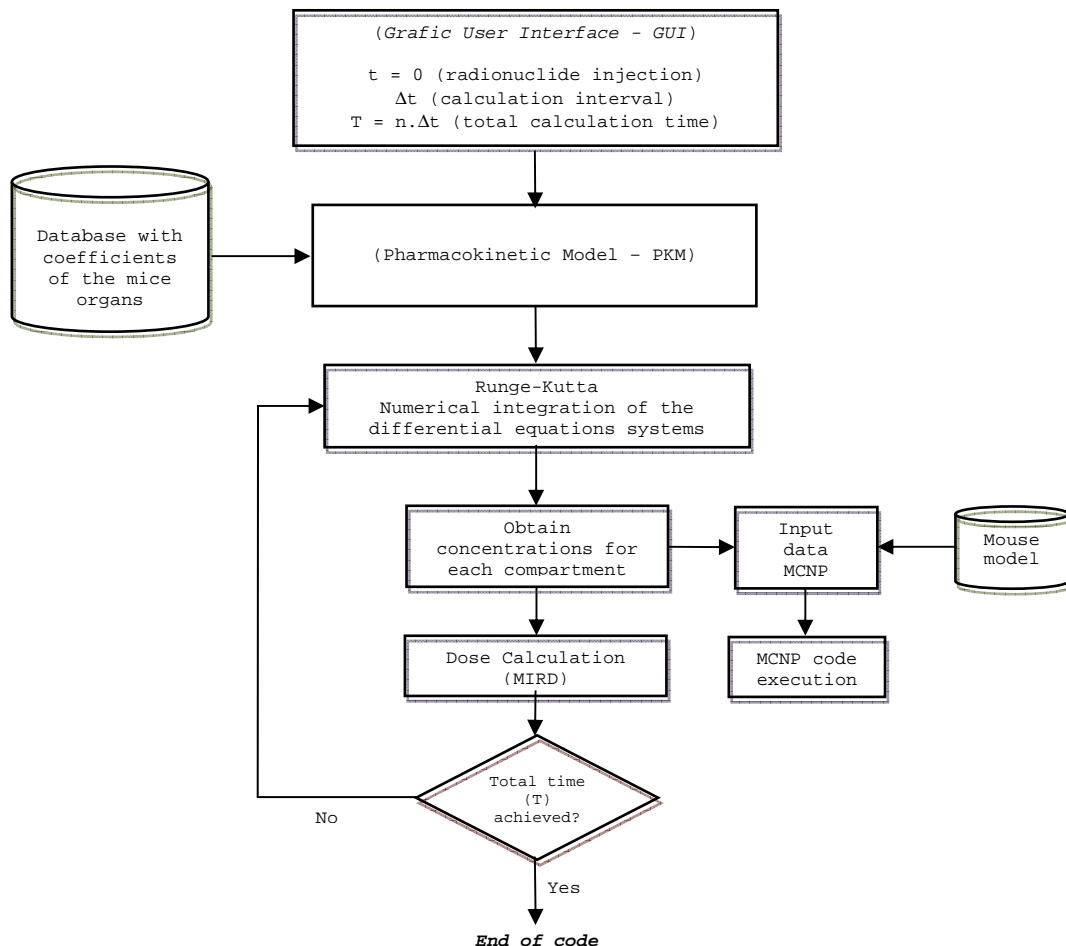 (Grafic User Interface - GUI)
t = 0 (radionuclide injection)
Δt (calculation interval)
T = n.Δt (total calculation time)
Database with
coefficients
of the mice
organs
(Pharmacokinetic Model – PKM)
Runge-Kutta
Numerical integration of the
differential equations systems
Obtain
concentrations for
each compartment
Input
data
MCNP
Mouse
model
Dose Calculation
(MIRD)
MCNP code
execution
Total time
(T)
achieved?
No
Yes
End of code